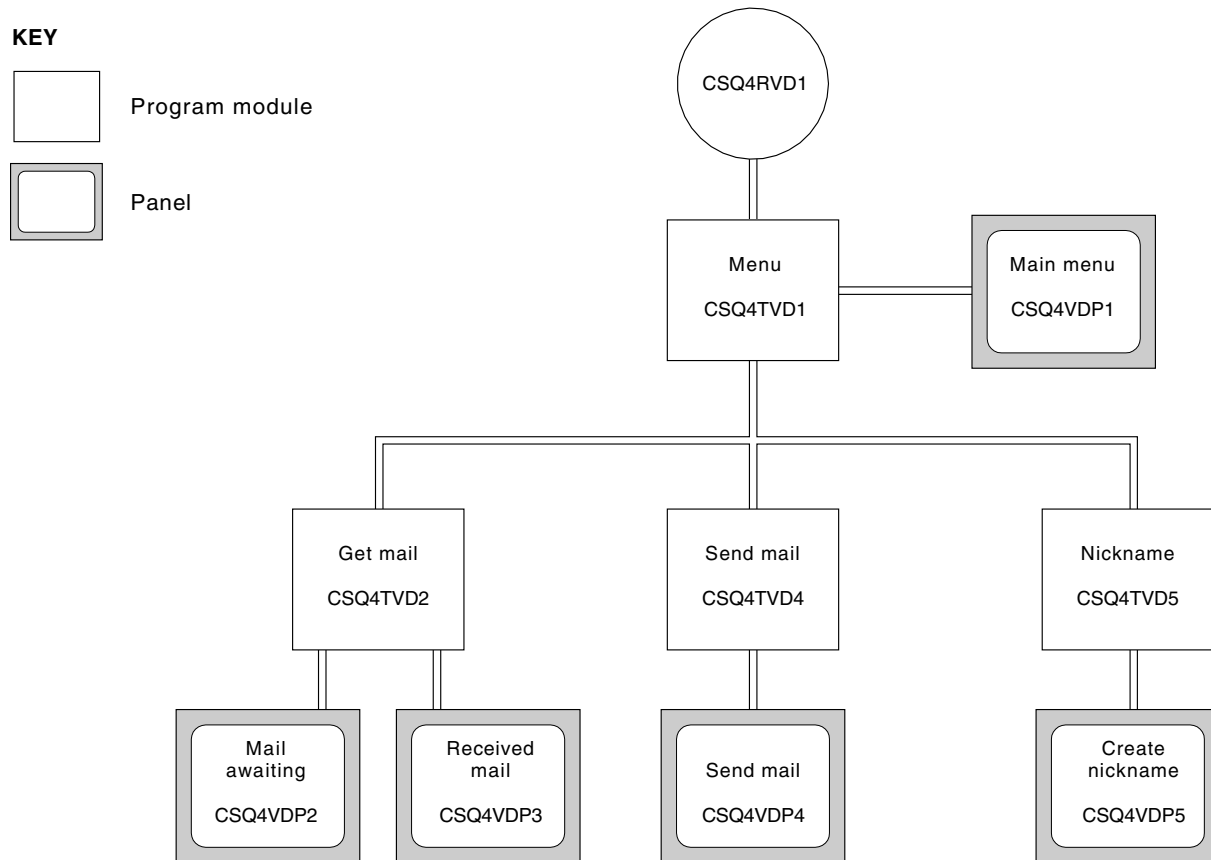 KEY
Program module
Panel
CSQ4RVD1
Menu
CSQ4TVD1
Main menu
CSQ4VDP1
Get mail
CSQ4TVD2
Send mail
CSQ4TVD4
Nickname
CSQ4TVD5
Mail
awaiting
CSQ4VDP2
Received
mail
CSQ4VDP3
Send mail
CSQ4VDP4
Create
nickname
CSQ4VDP5